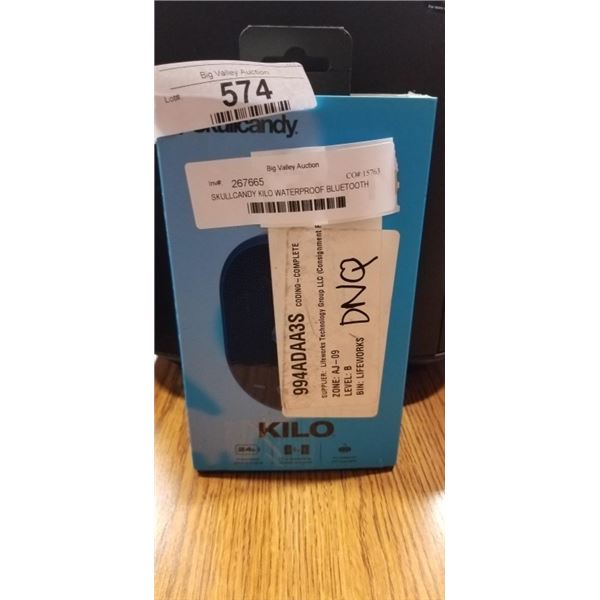 Big Valley Auction
Lot#: 574
Skullcandy.
Big Valley Auction
Inv#: 267665 CO# 15763
SKULLCANDY KILO WATERPROOF BLUETOOTH
994ADAA3S CODING-COMPLETE
SUPPLIER: Lifeworks Technology Group LLC (Consignment
ZONE: AJ-09
LEVEL: B
BIN: LIFEWORKS
DNQ
KILO
24